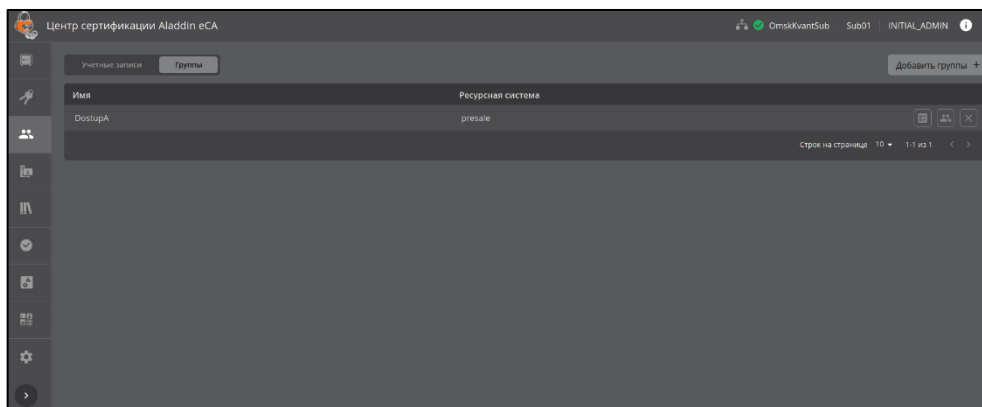 Центр сертификации Aladdin eCA
OmskKvantSub Sub01 INITIAL_ADMIN
Учетные записи Группы Добавить группы +
Имя Ресурсная система
DostupA presale
Строк на странице 10 1-1 из 1